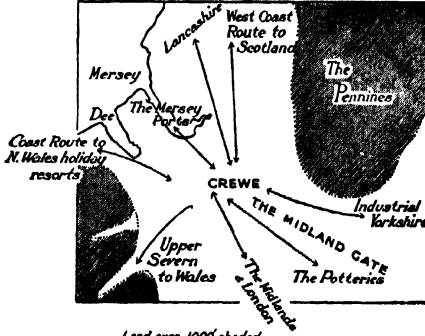 Lancashire
West Coast
Route to
Scotland
The
Pennines
Mersey
The Mersey
Ports
Dee
Coast Route to
N. Wales holiday
resorts
CREWE
THE MIDLAND GATE
Industrial
Yorkshire
Upper
Severn
to Wales
The Midlands
& London
The Potteries
Land area 1000' shaded